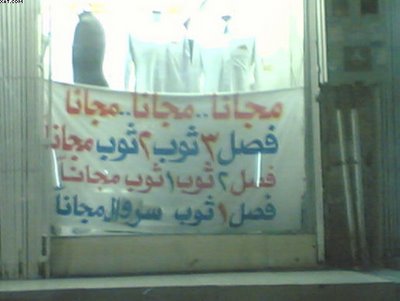 مجانا..مجانا..مجانا
فصل ٣ ثوب ٢ ثوب مجانا
فصل ٢ ثوب ١ ثوب مجاناً
فصل ١ ثوب سروال مجانا